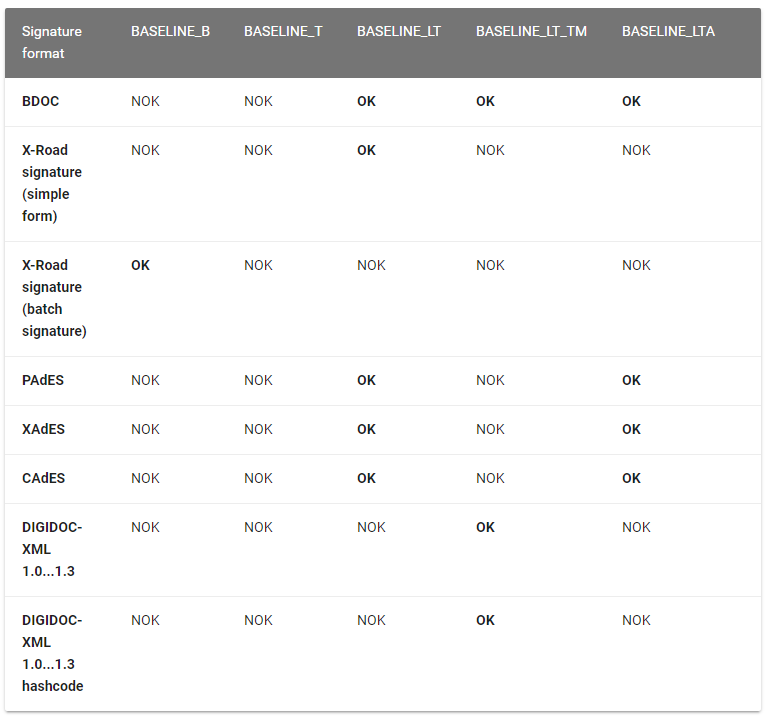 Signature format BASELINE_B BASELINE_T BASELINE_LT BASELINE_LT_TM BASELINE_LTA
BDOC NOK NOK OK OK OK
X-Road signature (simple form) NOK NOK OK NOK NOK
X-Road signature (batch signature) OK NOK NOK NOK NOK
PAdES NOK NOK OK NOK OK
XAdES NOK NOK OK NOK OK
CAdES NOK NOK OK NOK OK
DIGIDOC-XML 1.0...1.3 NOK NOK NOK OK NOK
DIGIDOC-XML 1.0...1.3 hashcode NOK NOK NOK OK NOK